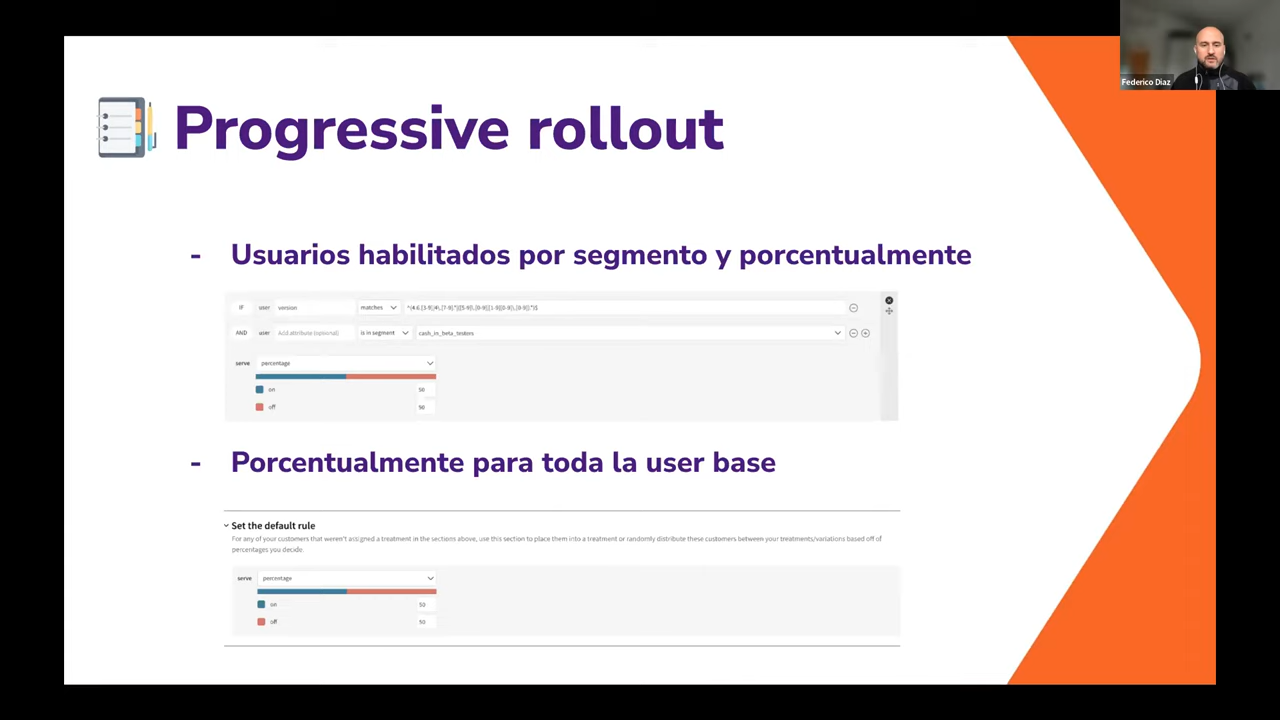 Federico Diaz
Progressive rollout
- Usuarios habilitados por segmento y porcentualmente
IF user version matches
AND user Add attribute (optional) is in segment cash_in_beta_testers
serve percentage
on 50
off 50
- Porcentualmente para toda la user base
Set the default rule
For any of your customers that weren't assigned a treatment in the sections above, use this section to place them into a treatment or randomly distribute these customers between your treatments/variations based off of
percentages you decide.
serve percentage
on 50
off 50